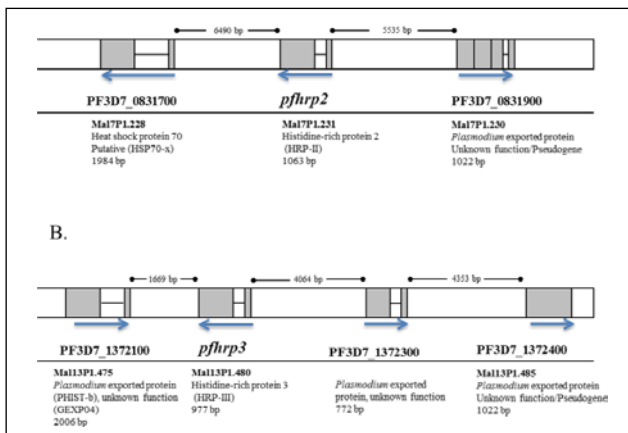 6490 bp
5535 bp
PF3D7_0831700
pfhrp2
PF3D7_0831900
Mal7P1.228
Heat shock protein 70
Putative (HSP70-x)
1984 bp
Mal7P1.231
Histidine-rich protein 2
(HRP-II)
1063 bp
Mal7P1.230
Plasmodium exported protein
Unknown function/Pseudogene
1022 bp
B.
1669 bp
4064 bp
4353 bp
PF3D7_1372100
pfhrp3
PF3D7_1372300
PF3D7_1372400
Mal13P1.475
Plasmodium exported protein
(PHIST-b), unknown function
(GEXP04)
2006 bp
Mal13P1.480
Histidine-rich protein 3
(HRP-III)
977 bp
Plasmodium exported
protein, unknown function
772 bp
Mal13P1.485
Plasmodium exported protein
Unknown function/Pseudogene
1022 bp